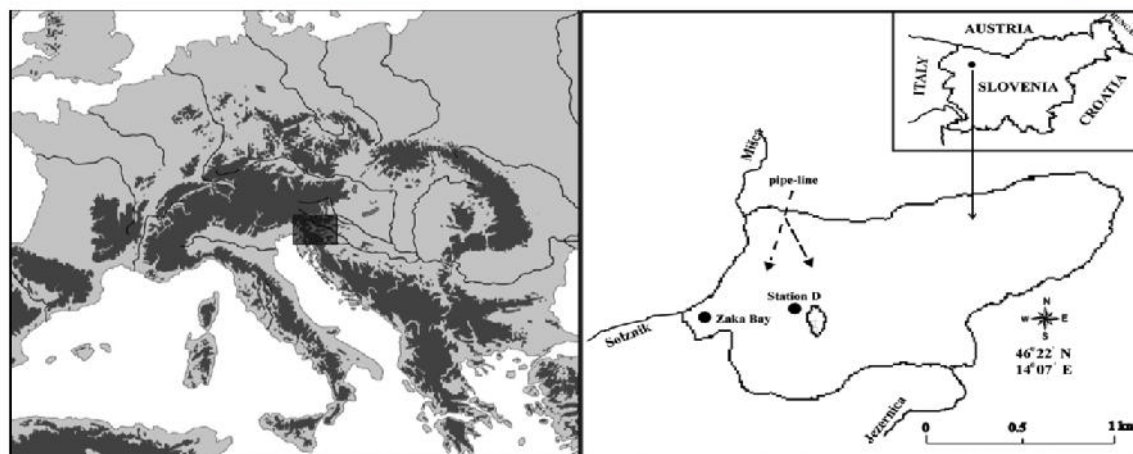 AUSTRIA
ITALY
SLOVENIA
CROATIA
Mišca
pipe-line
Station D
Zaka Bay
Solznik
N
W E
S
46° 22' N
14° 07' E
Jezernica
0 0.5 1 km